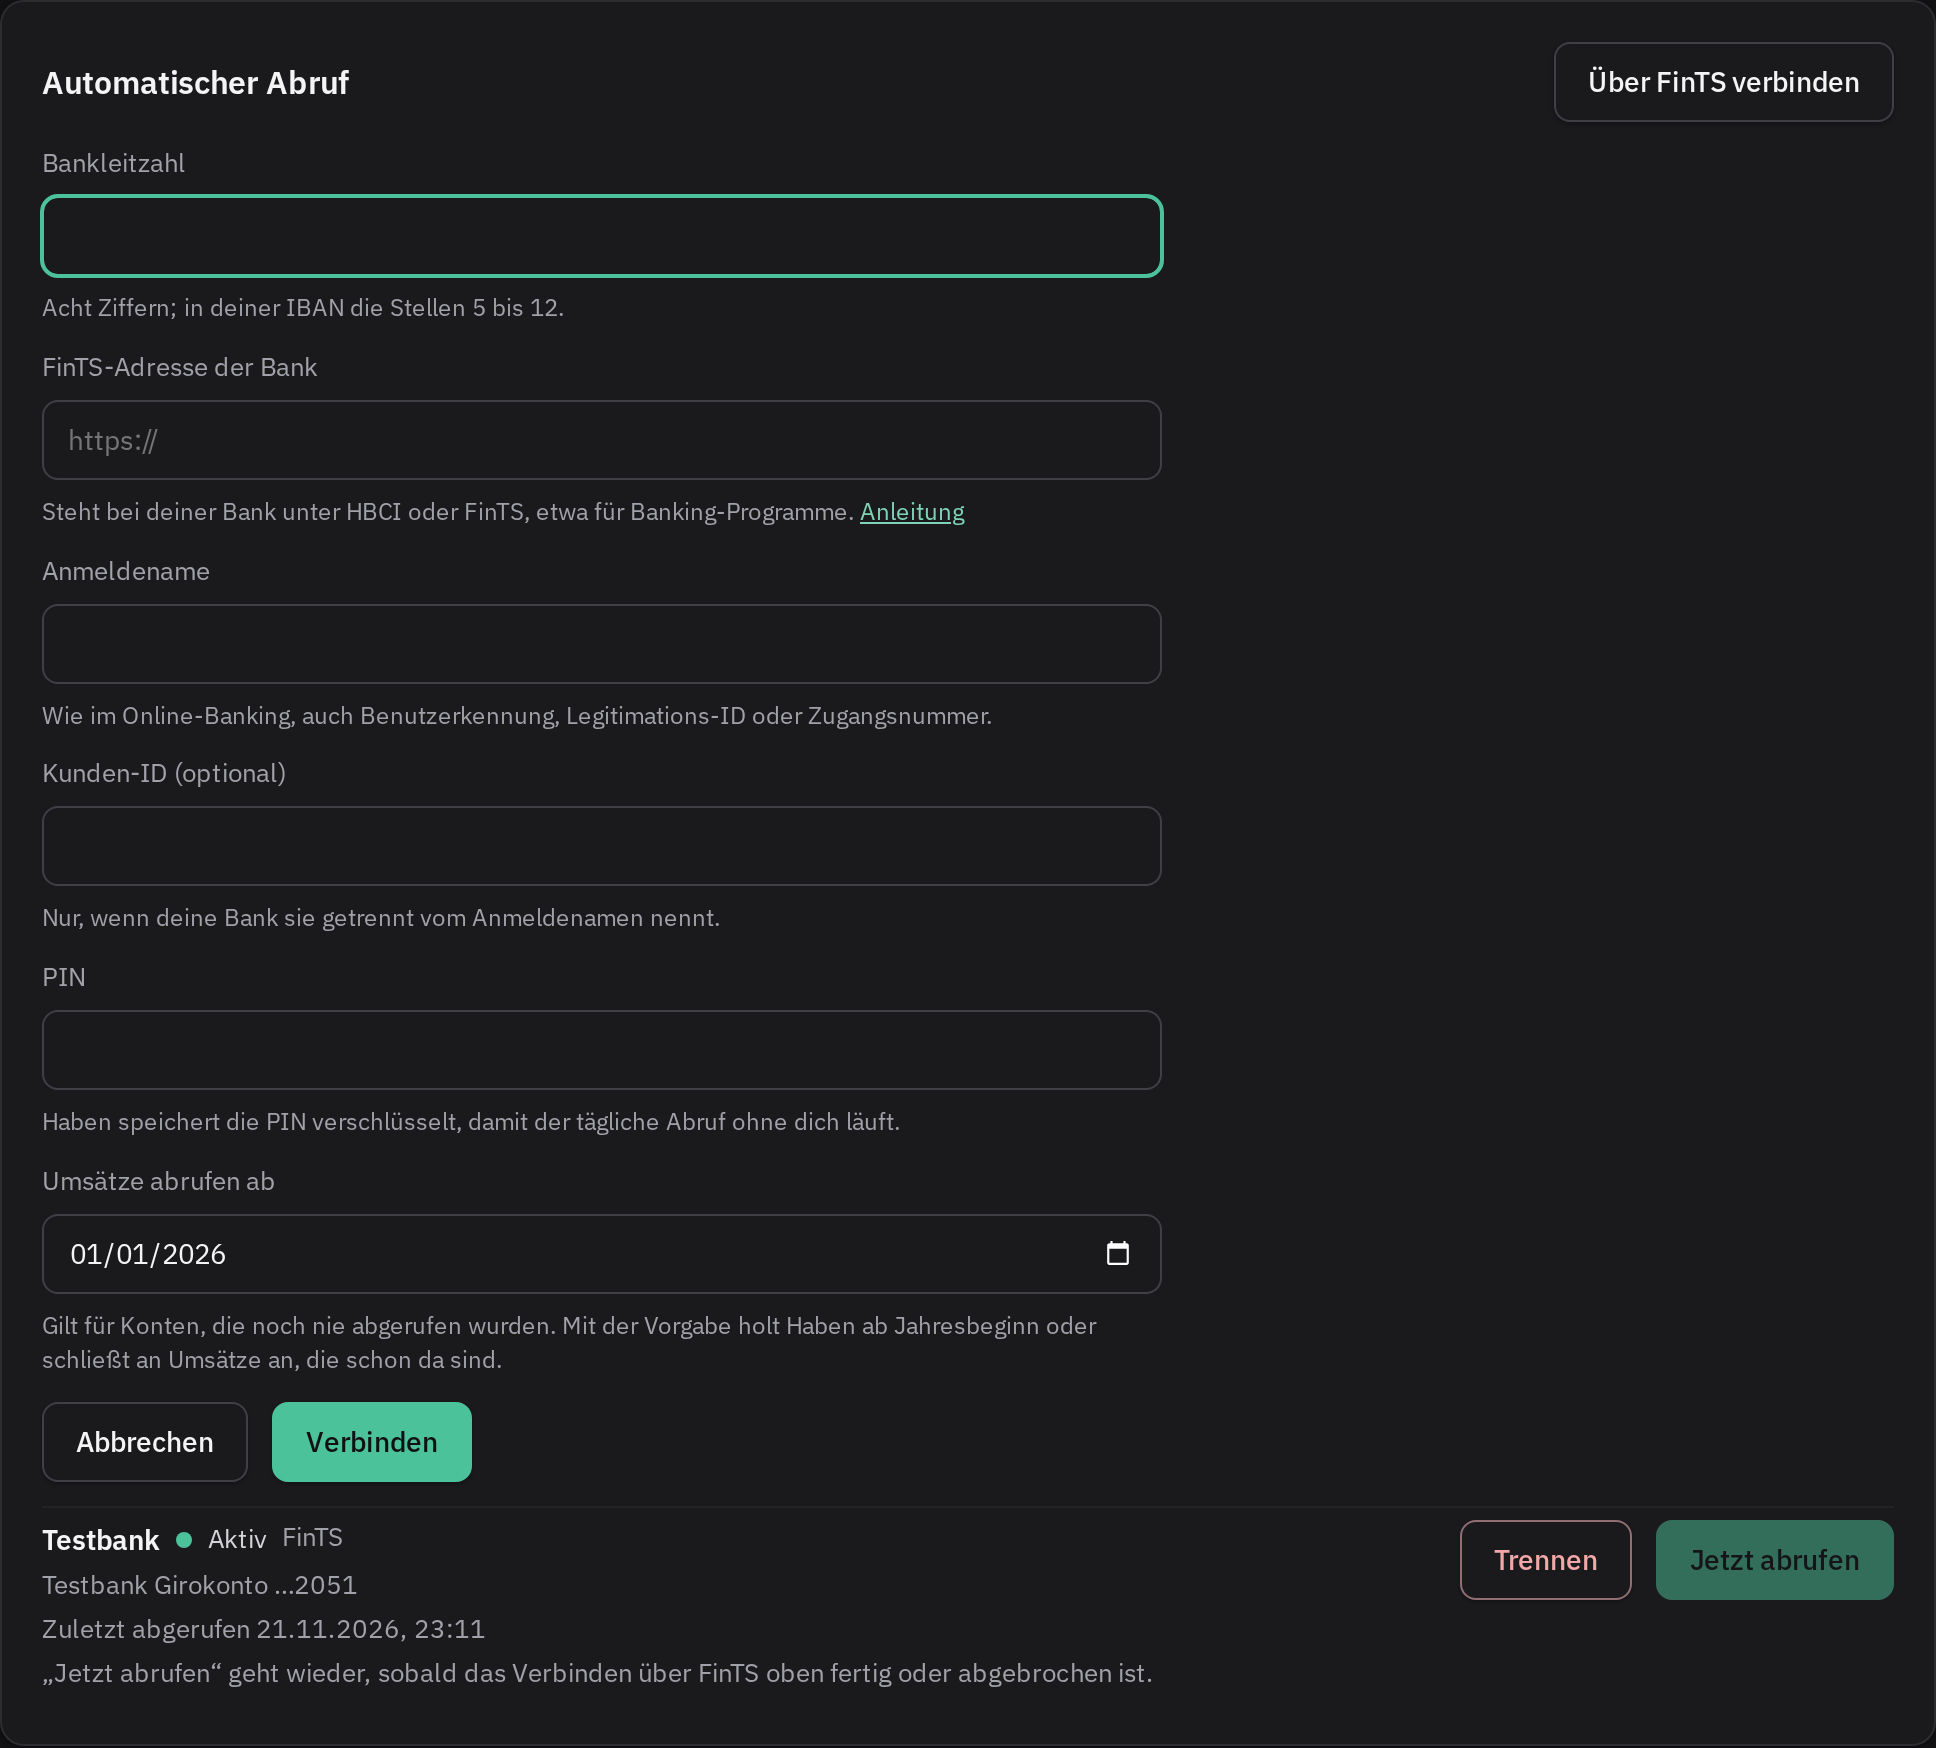 Automatischer Abruf
Über FinTS verbinden
Bankleitzahl
Acht Ziffern; in deiner IBAN die Stellen 5 bis 12.
FinTS-Adresse der Bank
https://
Steht bei deiner Bank unter HBCI oder FinTS, etwa für Banking-Programme. Anleitung
Anmeldename
Wie im Online-Banking, auch Benutzerkennung, Legitimations-ID oder Zugangsnummer.
Kunden-ID (optional)
Nur, wenn deine Bank sie getrennt vom Anmeldenamen nennt.
PIN
Haben speichert die PIN verschlüsselt, damit der tägliche Abruf ohne dich läuft.
Umsätze abrufen ab
01/01/2026
Gilt für Konten, die noch nie abgerufen wurden. Mit der Vorgabe holt Haben ab Jahresbeginn oder
schließt an Umsätze an, die schon da sind.
Abbrechen
Verbinden
Testbank Aktiv FinTS
Trennen
Jetzt abrufen
Testbank Girokonto …2051
Zuletzt abgerufen 21.11.2026, 23:11
„Jetzt abrufen“ geht wieder, sobald das Verbinden über FinTS oben fertig oder abgebrochen ist.